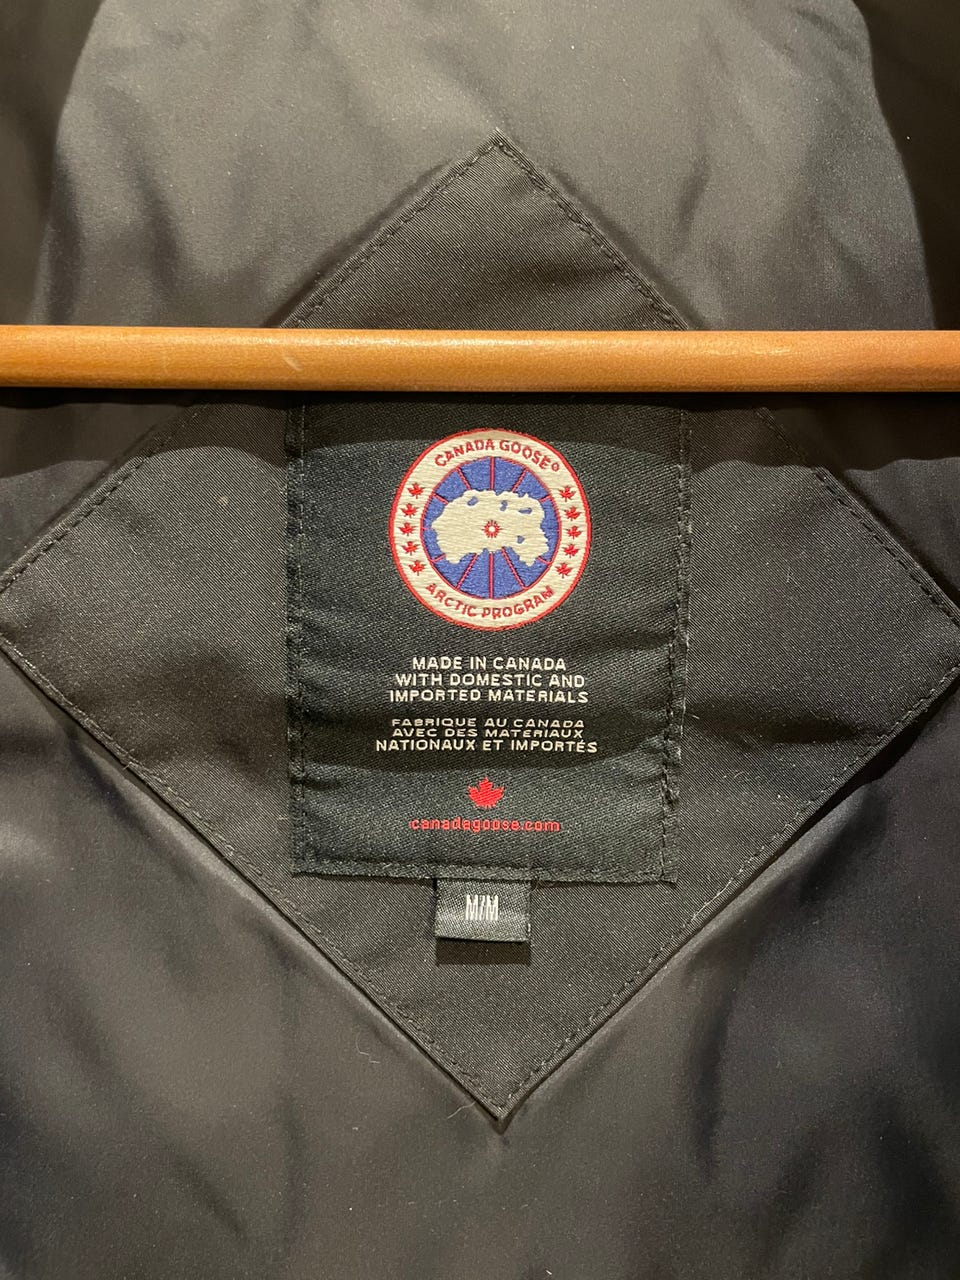 CANADA GOOSE®
ARCTIC PROGRAM
MADE IN CANADA
WITH DOMESTIC AND
IMPORTED MATERIALS
FABRIQUE AU CANADA
AVEC DES MATERIAUX
NATIONAUX ET IMPORTÉS
canadagoose.com
M/M